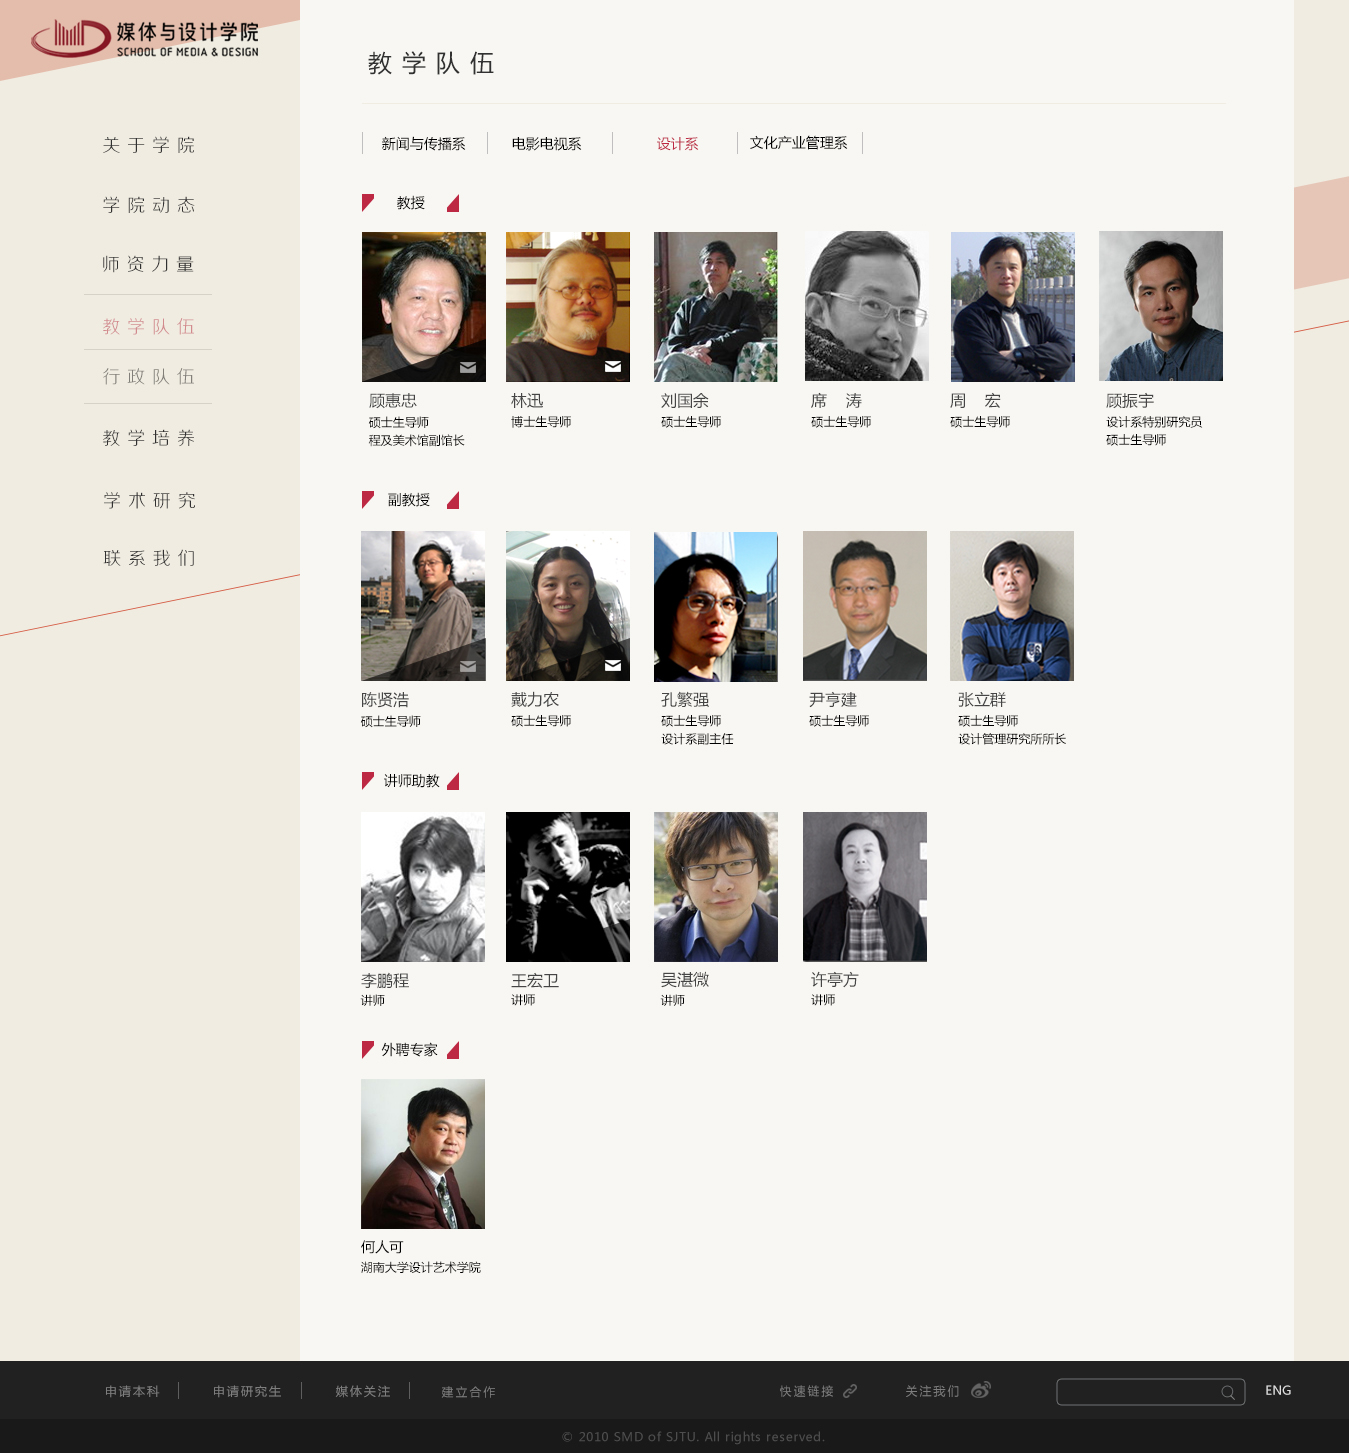 媒体与设计学院
SCHOOL OF MEDIA & DESIGN
关于学院
学院动态
师资力量
教学队伍
行政队伍
教学培养
学术研究
联系我们
教学队伍
新闻与传播系
电影电视系
设计系
文化产业管理系
教授
顾惠忠
硕士生导师
程及美术馆副馆长
林迅
博士生导师
刘国余
硕士生导师
席 涛
硕士生导师
周 宏
硕士生导师
顾振宇
设计系特别研究员
硕士生导师
副教授
陈贤浩
硕士生导师
戴力农
硕士生导师
孔繁强
硕士生导师
设计系副主任
尹亨建
硕士生导师
张立群
硕士生导师
设计管理研究所所长
讲师助教
李鹏程
讲师
王宏卫
讲师
吴湛微
讲师
许亭方
讲师
外聘专家
何人可
湖南大学设计艺术学院
申请本科
申请研究生
媒体关注
建立合作
快速链接
关注我们
ENG
© 2010 SMD of SJTU. All rights reserved.